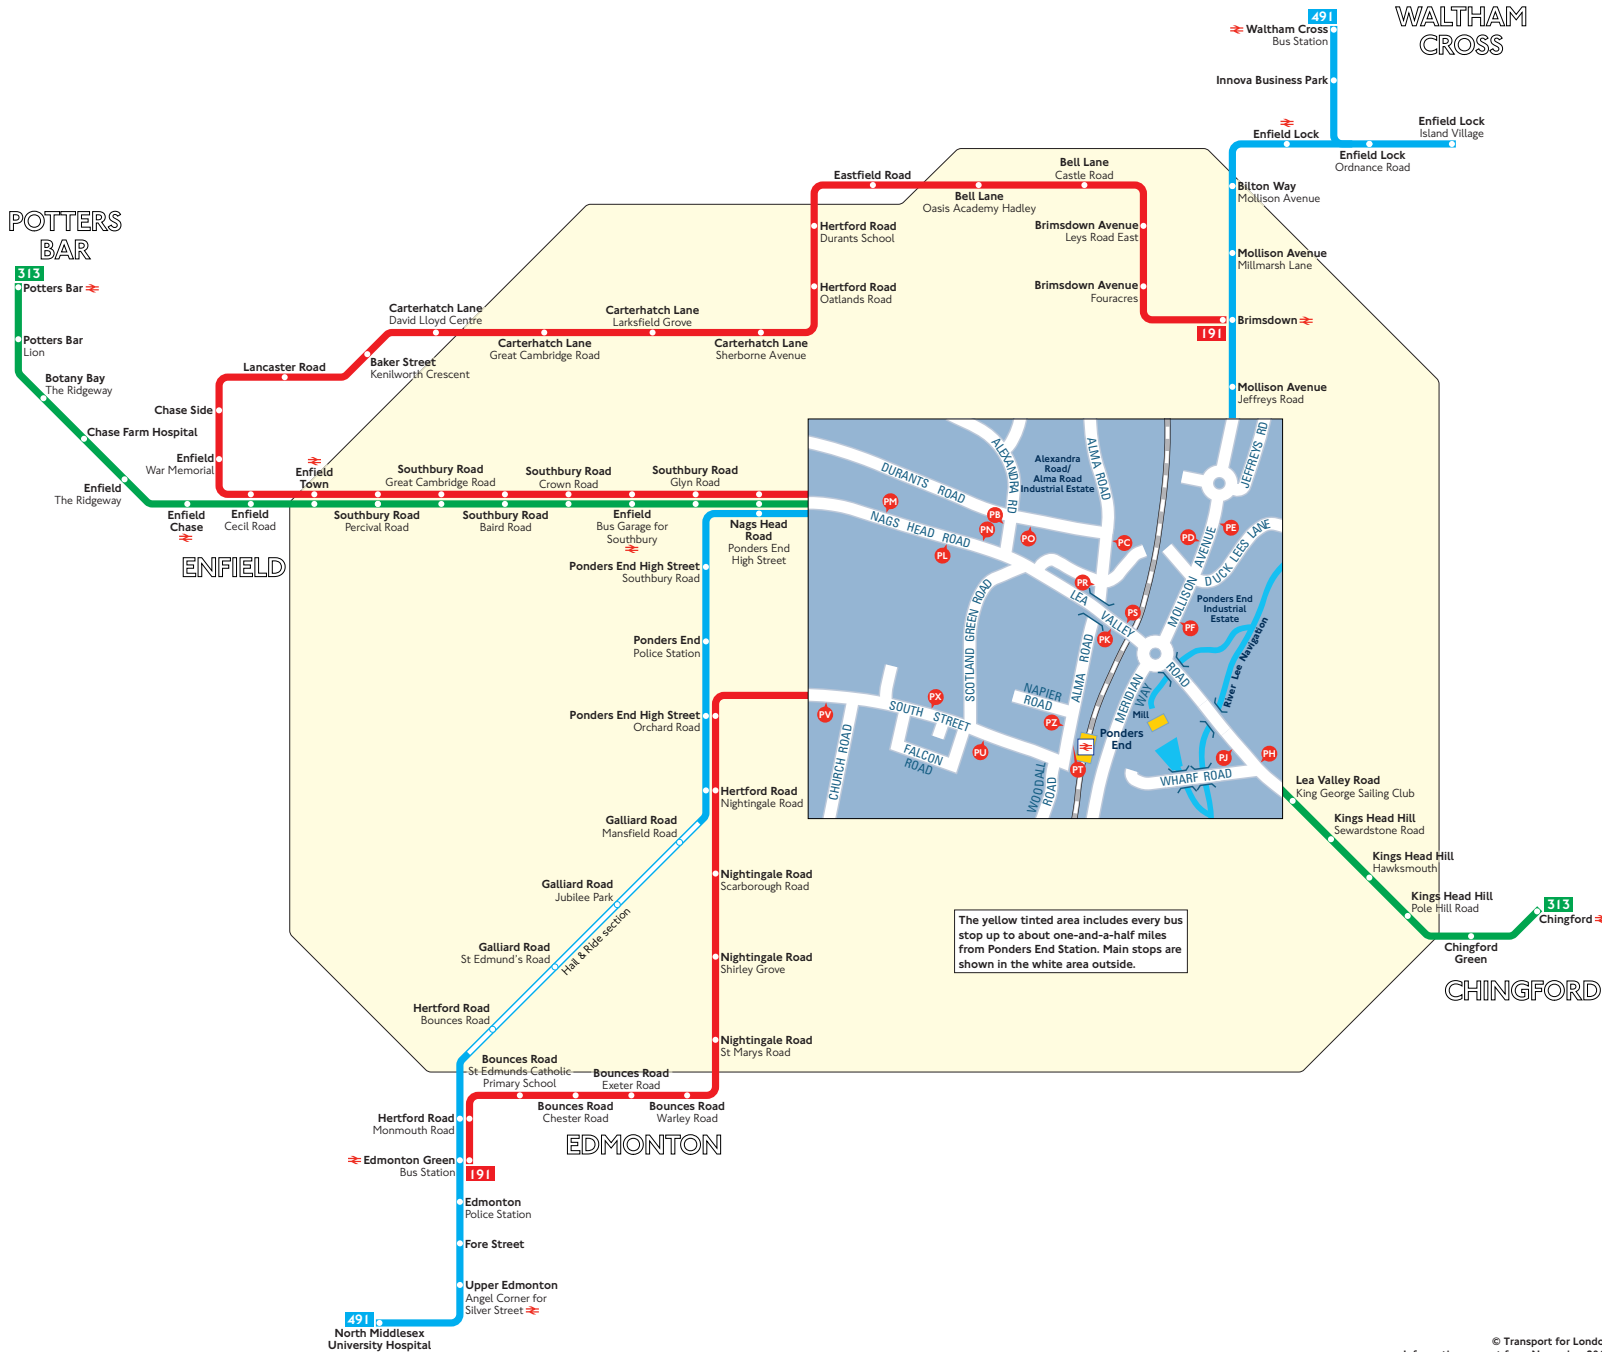 491
WALTHAM
CROSS
Waltham Cross
Bus Station
Innova Business Park
Enfield Lock
Island Village
Enfield Lock
Enfield Lock
Ordnance Road
Bell Lane
Castle Road
Eastfield Road
Bell Lane
Oasis Academy Hadley
Bilton Way
Mollison Avenue
POTTERS
BAR
313
Potters Bar
Potters Bar
Lion
Botany Bay
The Ridgeway
Chase Farm Hospital
Enfield
The Ridgeway
Hertford Road
Durants School
Brimsdown Avenue
Leys Road East
Mollison Avenue
Millmarsh Lane
Hertford Road
Oatlands Road
Brimsdown Avenue
Fouracres
Brimsdown
191
Carterhatch Lane
David Lloyd Centre
Carterhatch Lane
Larksfield Grove
Carterhatch Lane
Great Cambridge Road
Carterhatch Lane
Sherborne Avenue
Lancaster Road
Baker Street
Kenilworth Crescent
Mollison Avenue
Jeffreys Road
Chase Side
Enfield
War Memorial
Enfield
Town
Southbury Road
Great Cambridge Road
Southbury Road
Crown Road
Southbury Road
Glyn Road
Enfield
Chase
Enfield
Cecil Road
Southbury Road
Percival Road
Southbury Road
Baird Road
Enfield
Bus Garage for
Southbury
Nags Head
Road
Ponders End
High Street
ENFIELD
Ponders End High Street
Southbury Road
Ponders End
Police Station
Ponders End High Street
Orchard Road
Hertford Road
Nightingale Road
Galliard Road
Mansfield Road
Galliard Road
Jubilee Park
Galliard Road
St Edmund's Road
Hail & Ride section
Hertford Road
Bounces Road
Nightingale Road
Scarborough Road
Nightingale Road
Shirley Grove
Nightingale Road
St Marys Road
Bounces Road
St Edmunds Catholic
Primary School
Bounces Road
Exeter Road
Bounces Road
Chester Road
Bounces Road
Warley Road
EDMONTON
Hertford Road
Monmouth Road
Edmonton Green
Bus Station
191
Edmonton
Police Station
Fore Street
Upper Edmonton
Angel Corner for
Silver Street
491
North Middlesex
University Hospital
ALEXANDRA RD
Alexandra
Road/
Alma Road
Industrial Estate
ALMA ROAD
JEFFREYS RD
DURANTS ROAD
NAGS HEAD ROAD
PM
PB
PN
PO
PL
PC
PD
PE
MOLLISON AVENUE
DUCK LEES LANE
PR
LEA VALLEY ROAD
PS
PK
PF
Ponders End
Industrial
Estate
River Lee Navigation
SCOTLAND GREEN ROAD
ALMA ROAD
NAPIER
ROAD
MERIDIAN
WAY
Mill
PX
PV
SOUTH STREET
PU
PZ
PT
Ponders
End
CHURCH ROAD
FALCON
ROAD
WOODALL
ROAD
PJ
PH
WHARF ROAD
Lea Valley Road
King George Sailing Club
Kings Head Hill
Sewardstone Road
Kings Head Hill
Hawksmouth
Kings Head Hill
Pole Hill Road
313
Chingford
Chingford
Green
CHINGFORD
The yellow tinted area includes every bus
stop up to about one-and-a-half miles
from Ponders End Station. Main stops are
shown in the white area outside.
© Transport for Londo